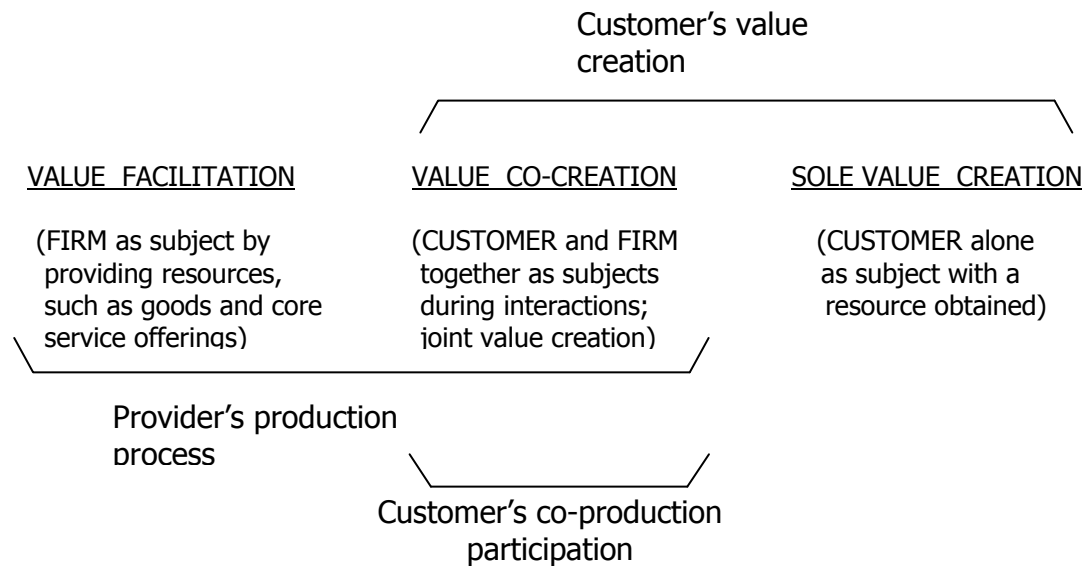 Customer’s value
creation
VALUE FACILITATION
(FIRM as subject by
providing resources,
such as goods and core
service offerings)
VALUE CO-CREATION
(CUSTOMER and FIRM
together as subjects
during interactions;
joint value creation)
SOLE VALUE CREATION
(CUSTOMER alone
as subject with a
resource obtained)
Provider’s production
process
Customer’s co-production
participation